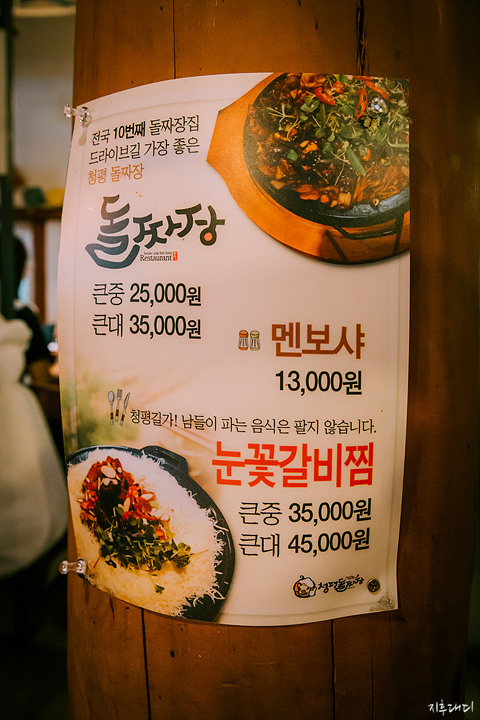 전국 10번째 돌짜장집
드라이브길 가장 좋은
청평 돌짜장
돌짜장
Restaurant
큰중 25,000원
큰대 35,000원
멘보샤
13,000원
청평길가! 남들이 파는 음식은 팔지 않습니다.
눈꽃갈비찜
큰중 35,000원
큰대 45,000원
청평돌짜장
지후대디